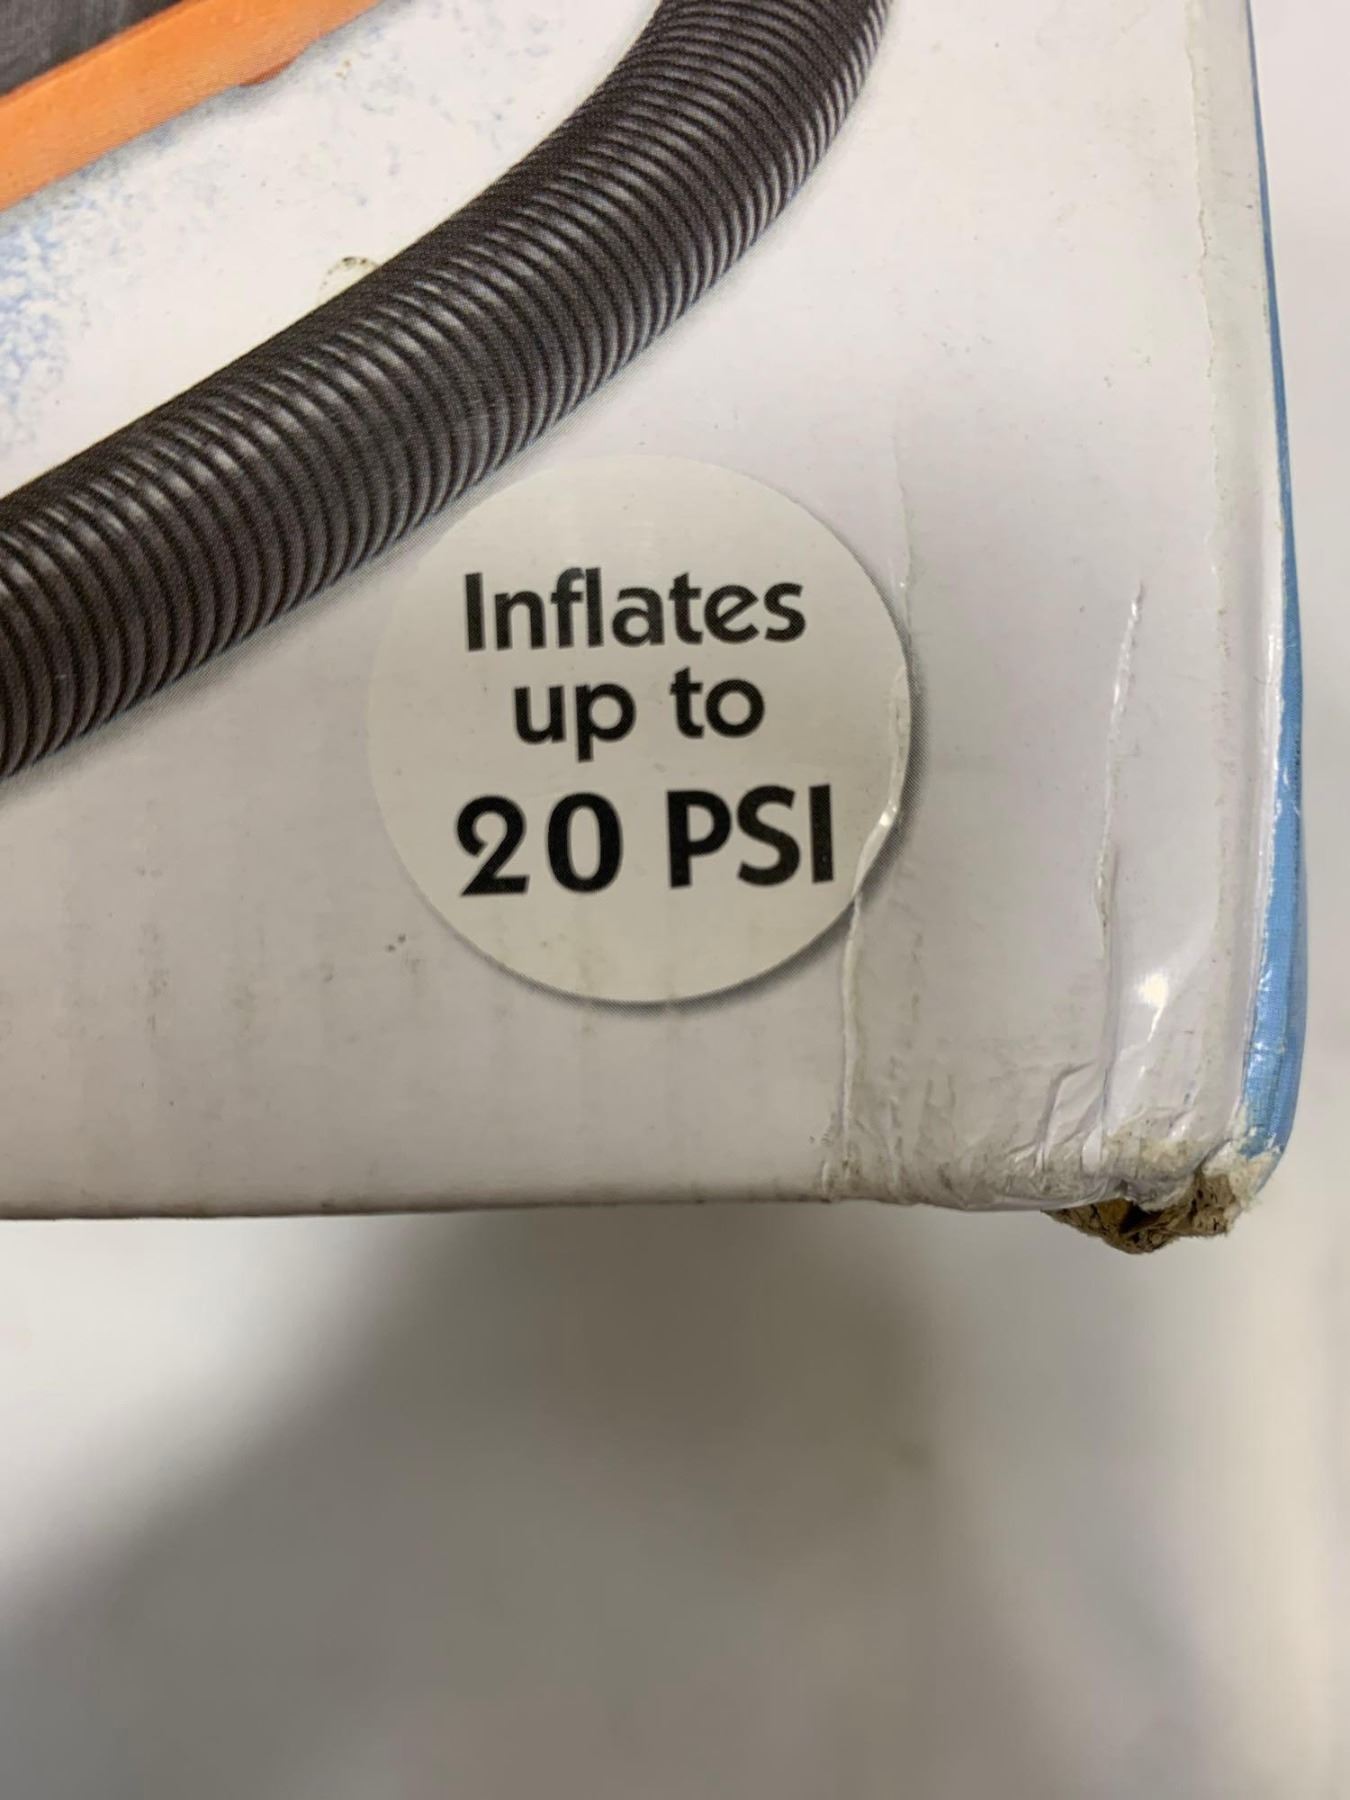 Inflates
up to
20 PSI